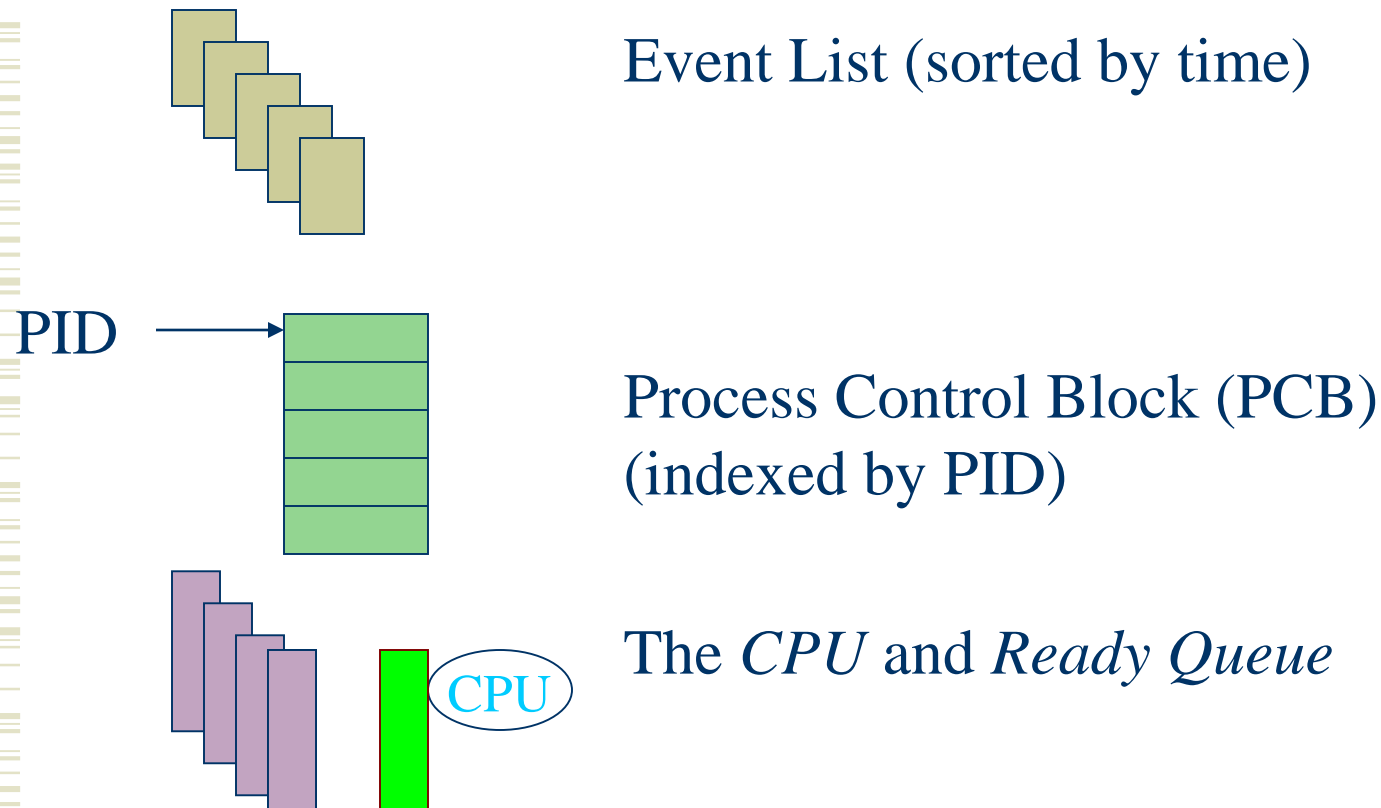 Event List (sorted by time)
PID
Process Control Block (PCB)
(indexed by PID)
The CPU and Ready Queue
CPU